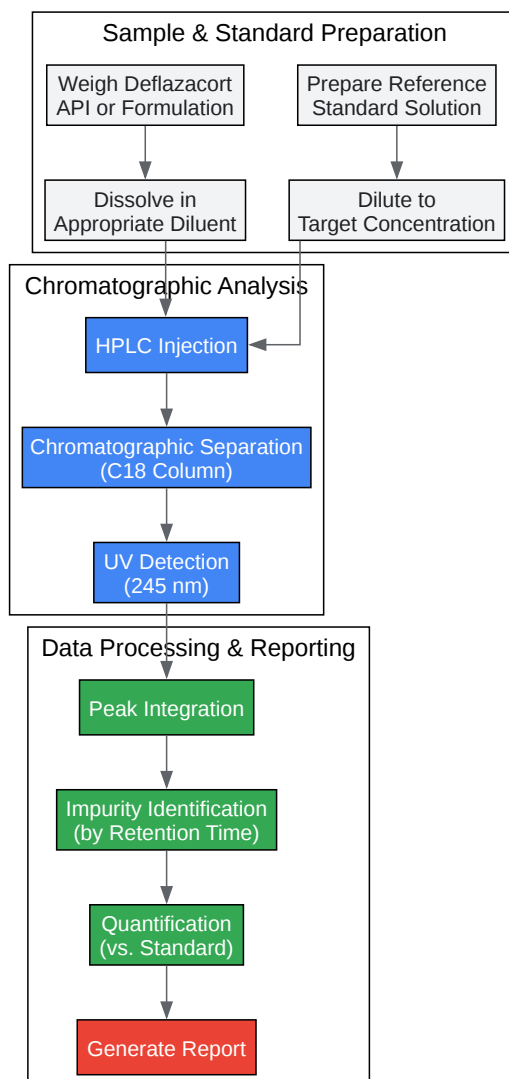 Sample & Standard Preparation
Weigh Deflazacort
API or Formulation
Prepare Reference
Standard Solution
Dissolve in
Appropriate Diluent
Dilute to
Target Concentration
Chromatographic Analysis
HPLC Injection
Chromatographic Separation
(C18 Column)
UV Detection
(245 nm)
Data Processing & Reporting
Peak Integration
Impurity Identification
(by Retention Time)
Quantification
(vs. Standard)
Generate Report